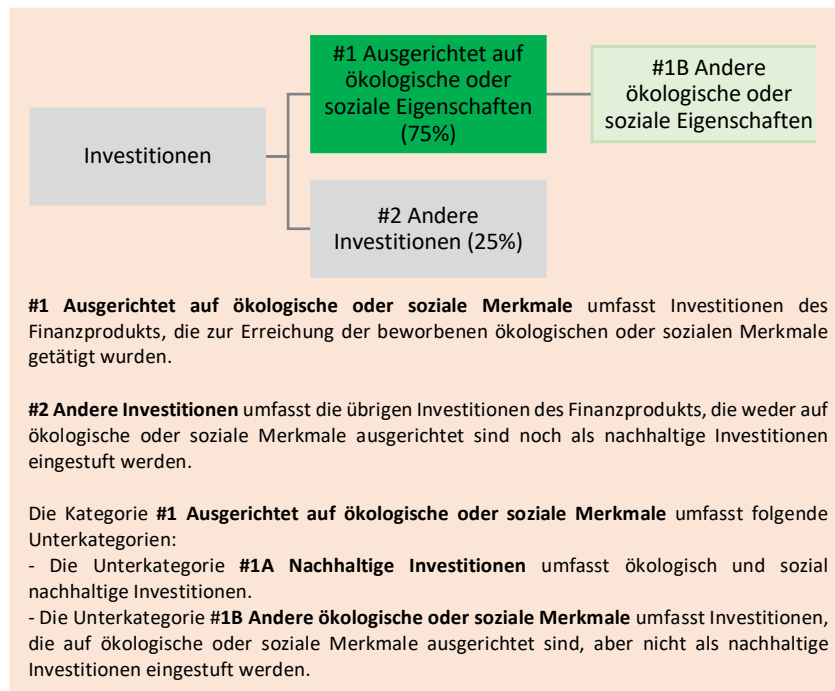 #1 Ausgerichtet auf
ökologische oder
soziale Eigenschaften
(75%)
#1B Andere
ökologische oder
soziale Eigenschaften
Investitionen
#2 Andere
Investitionen (25%)
#1 Ausgerichtet auf ökologische oder soziale Merkmale umfasst Investitionen des
Finanzprodukts, die zur Erreichung der beworbenen ökologischen oder sozialen Merkmale
getätigt wurden.
#2 Andere Investitionen umfasst die übrigen Investitionen des Finanzprodukts, die weder auf
ökologische oder soziale Merkmale ausgerichtet sind noch als nachhaltige Investitionen
eingestuft werden.
Die Kategorie #1 Ausgerichtet auf ökologische oder soziale Merkmale umfasst folgende
Unterkategorien:
- Die Unterkategorie #1A Nachhaltige Investitionen umfasst ökologisch und sozial
nachhaltige Investitionen.
- Die Unterkategorie #1B Andere ökologische oder soziale Merkmale umfasst Investitionen,
die auf ökologische oder soziale Merkmale ausgerichtet sind, aber nicht als nachhaltige
Investitionen eingestuft werden.